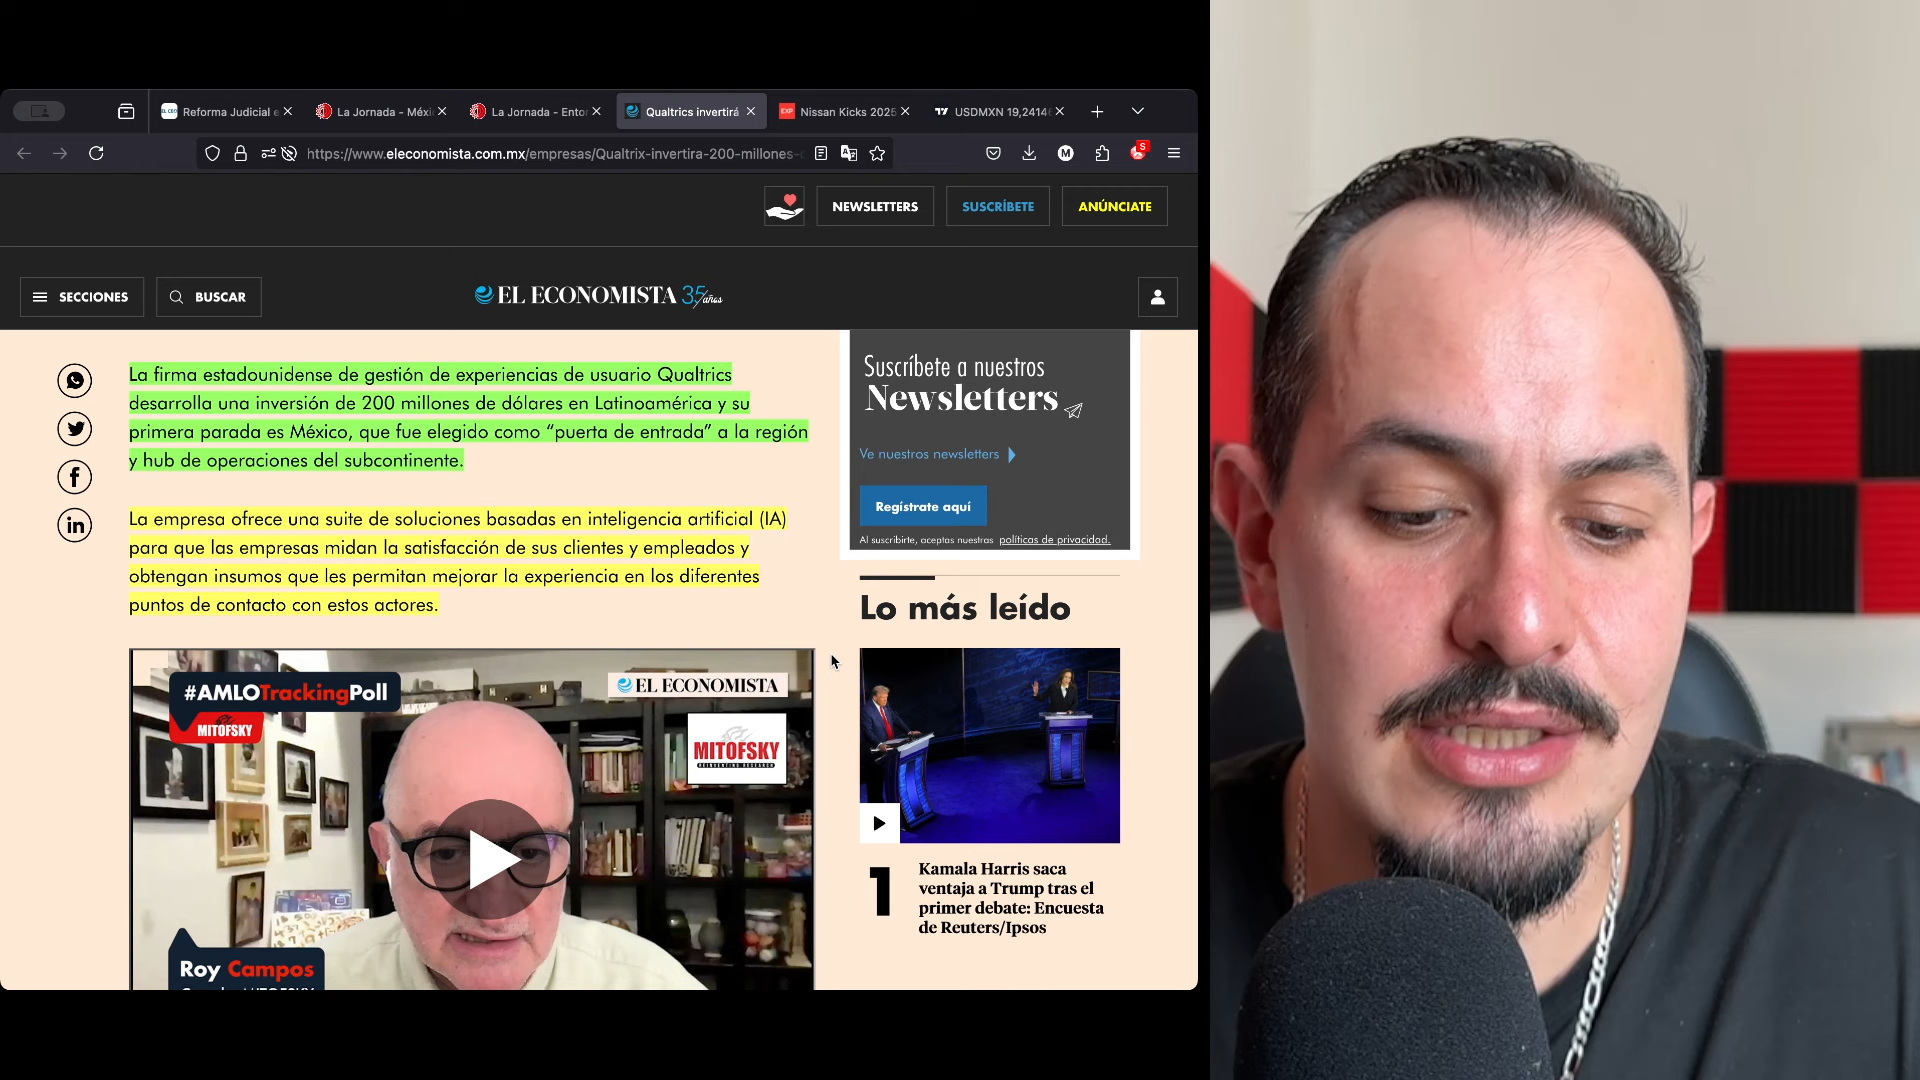 Reforma Judicial e
La Jornada - Méxi
La Jornada - Entor
Qualtrics invertirá
EXP
Nissan Kicks 2025
USDMXN 19,2414
https://www.eleconomista.com.mx/empresas/Qualtrix-invertira-200-millones-
M
S
NEWSLETTERS
SUSCRÍBETE
ANÚNCIATE
SECCIONES
BUSCAR
EL ECONOMISTA 35 años
La firma estadounidense de gestión de experiencias de usuario Qualtrics
desarrolla una inversión de 200 millones de dólares en Latinoamérica y su
primera parada es México, que fue elegido como “puerta de entrada” a la región
y hub de operaciones del subcontinente.
La empresa ofrece una suite de soluciones basadas en inteligencia artificial (IA)
para que las empresas midan la satisfacción de sus clientes y empleados y
obtengan insumos que les permitan mejorar la experiencia en los diferentes
puntos de contacto con estos actores.
#AMLOTrackingPoll
MITOFSKY
EL ECONOMISTA
MITOFSKY
Roy Campos
Suscríbete a nuestros
Newsletters
Ve nuestros newsletters
Regístrate aquí
Al suscribirte, aceptas nuestras políticas de privacidad.
Lo más leído
1
Kamala Harris saca
ventaja a Trump tras el
primer debate: Encuesta
de Reuters/Ipsos